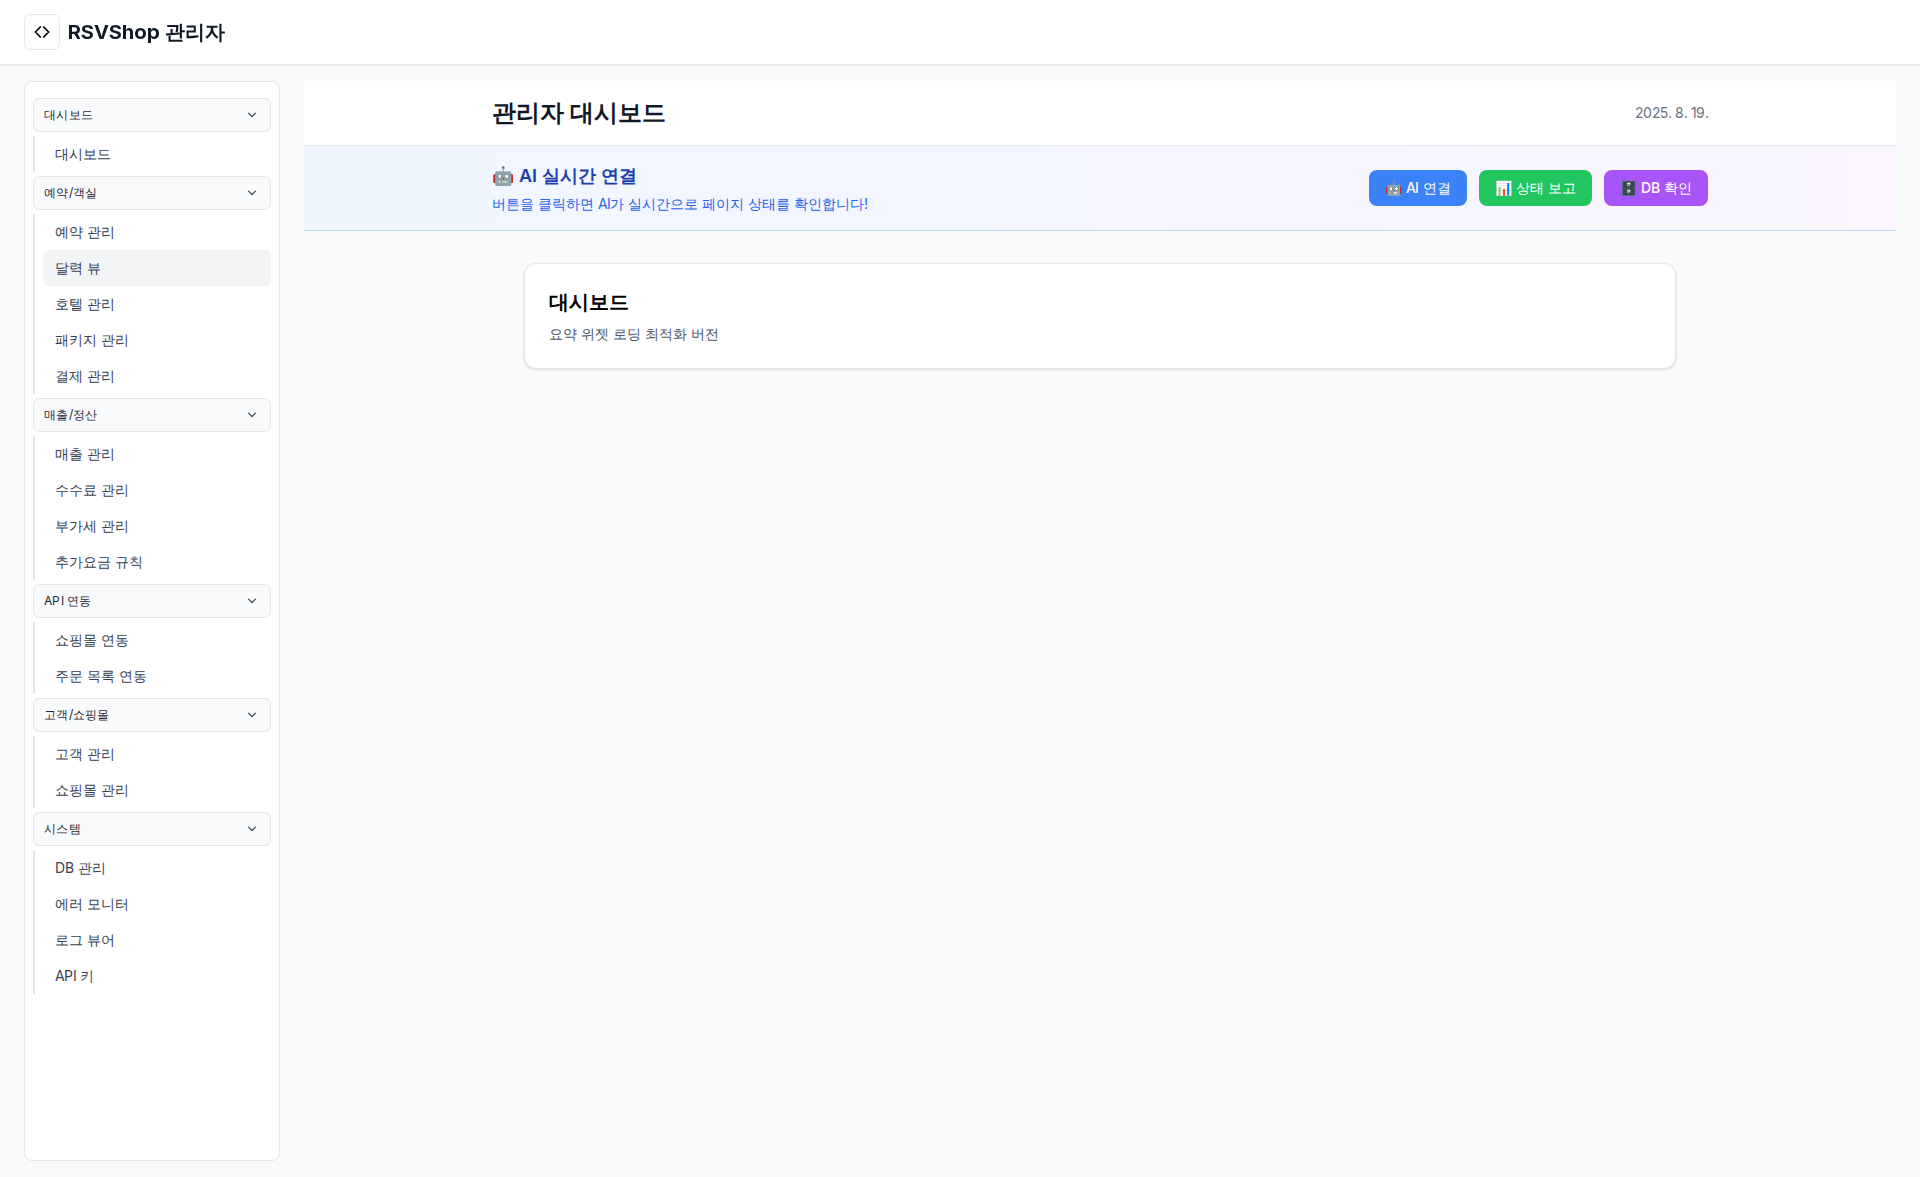 RSVShop 관리자
대시보드
대시보드
예약/객실
예약 관리
달력 뷰
호텔 관리
패키지 관리
결제 관리
매출/정산
매출 관리
수수료 관리
부가세 관리
추가요금 규칙
API 연동
쇼핑몰 연동
주문 목록 연동
고객/쇼핑몰
고객 관리
쇼핑몰 관리
시스템
DB 관리
에러 모니터
로그 뷰어
API 키
관리자 대시보드
2025. 8. 19.
🤖 AI 실시간 연결
버튼을 클릭하면 AI가 실시간으로 페이지 상태를 확인합니다!
🤖 AI 연결
📊 상태 보고
🗄️ DB 확인
대시보드
요약 위젯 로딩 최적화 버전